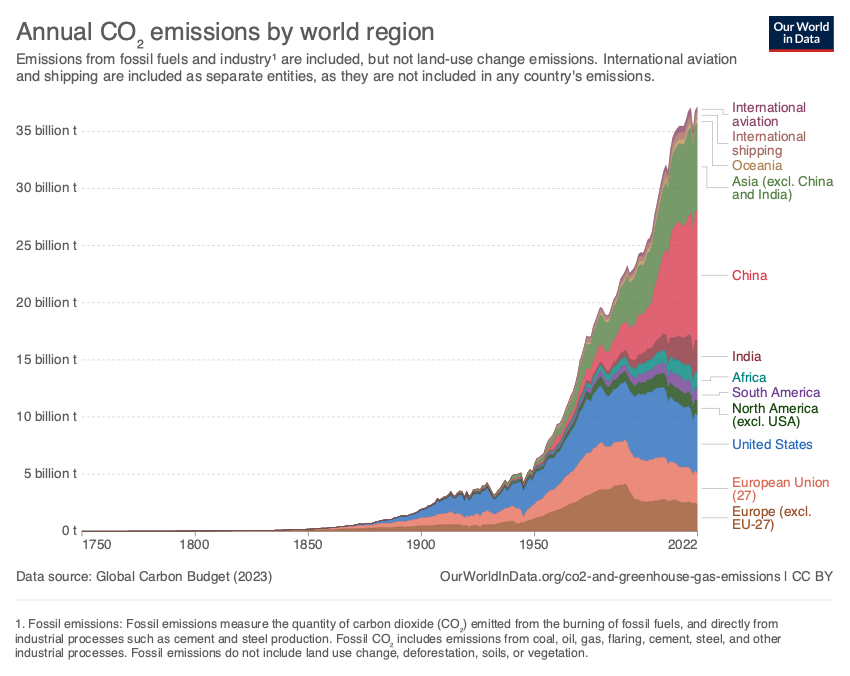 Annual CO₂ emissions by world region
Our World
in Data
Emissions from fossil fuels and industry¹ are included, but not land-use change emissions. International aviation
and shipping are included as separate entities, as they are not included in any country's emissions.
35 billion t
30 billion t
25 billion t
20 billion t
15 billion t
10 billion t
5 billion t
0 t
1750
1800
1850
1900
1950
2022
International
aviation
International
shipping
Oceania
Asia (excl. China
and India)
China
India
Africa
South America
North America
(excl. USA)
United States
European Union
(27)
Europe (excl.
EU-27)
Data source: Global Carbon Budget (2023)
OurWorldInData.org/co2-and-greenhouse-gas-emissions | CC BY
1. Fossil emissions: Fossil emissions measure the quantity of carbon dioxide (CO₂) emitted from the burning of fossil fuels, and directly from
industrial processes such as cement and steel production. Fossil CO₂ includes emissions from coal, oil, gas, flaring, cement, steel, and other
industrial processes. Fossil emissions do not include land use change, deforestation, soils, or vegetation.